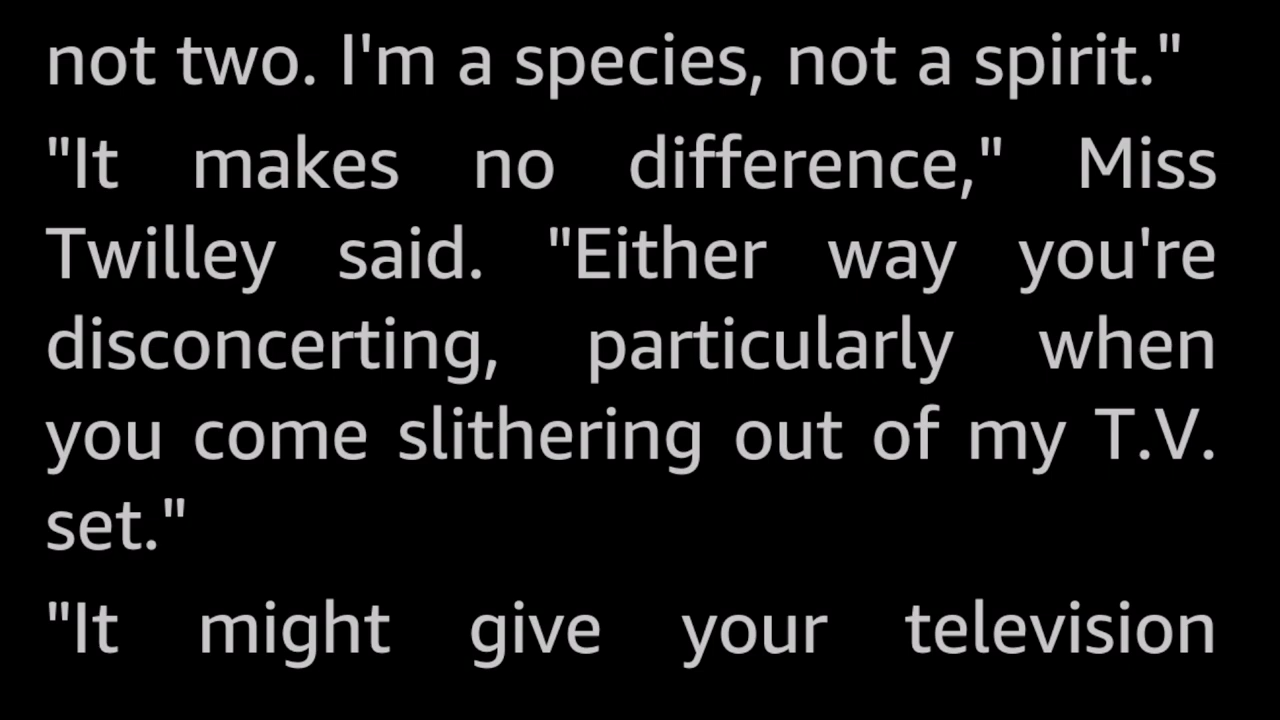 not two. I'm a species, not a spirit."
"It makes no difference," Miss
Twilley said. "Either way you're
disconcerting, particularly when
you come slithering out of my T.V.
set."
"It might give your television